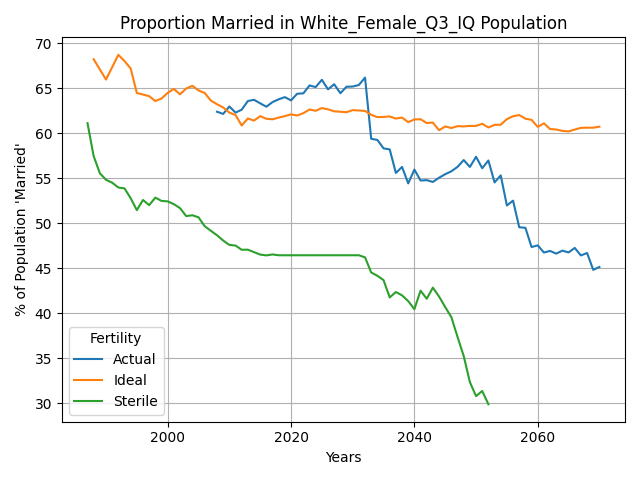 Proportion Married in White_Female_Q3_IQ Population
% of Population 'Married'
70
65
60
55
50
45
40
35
30
Fertility
Actual
Ideal
Sterile
2000
2020
2040
2060
Years